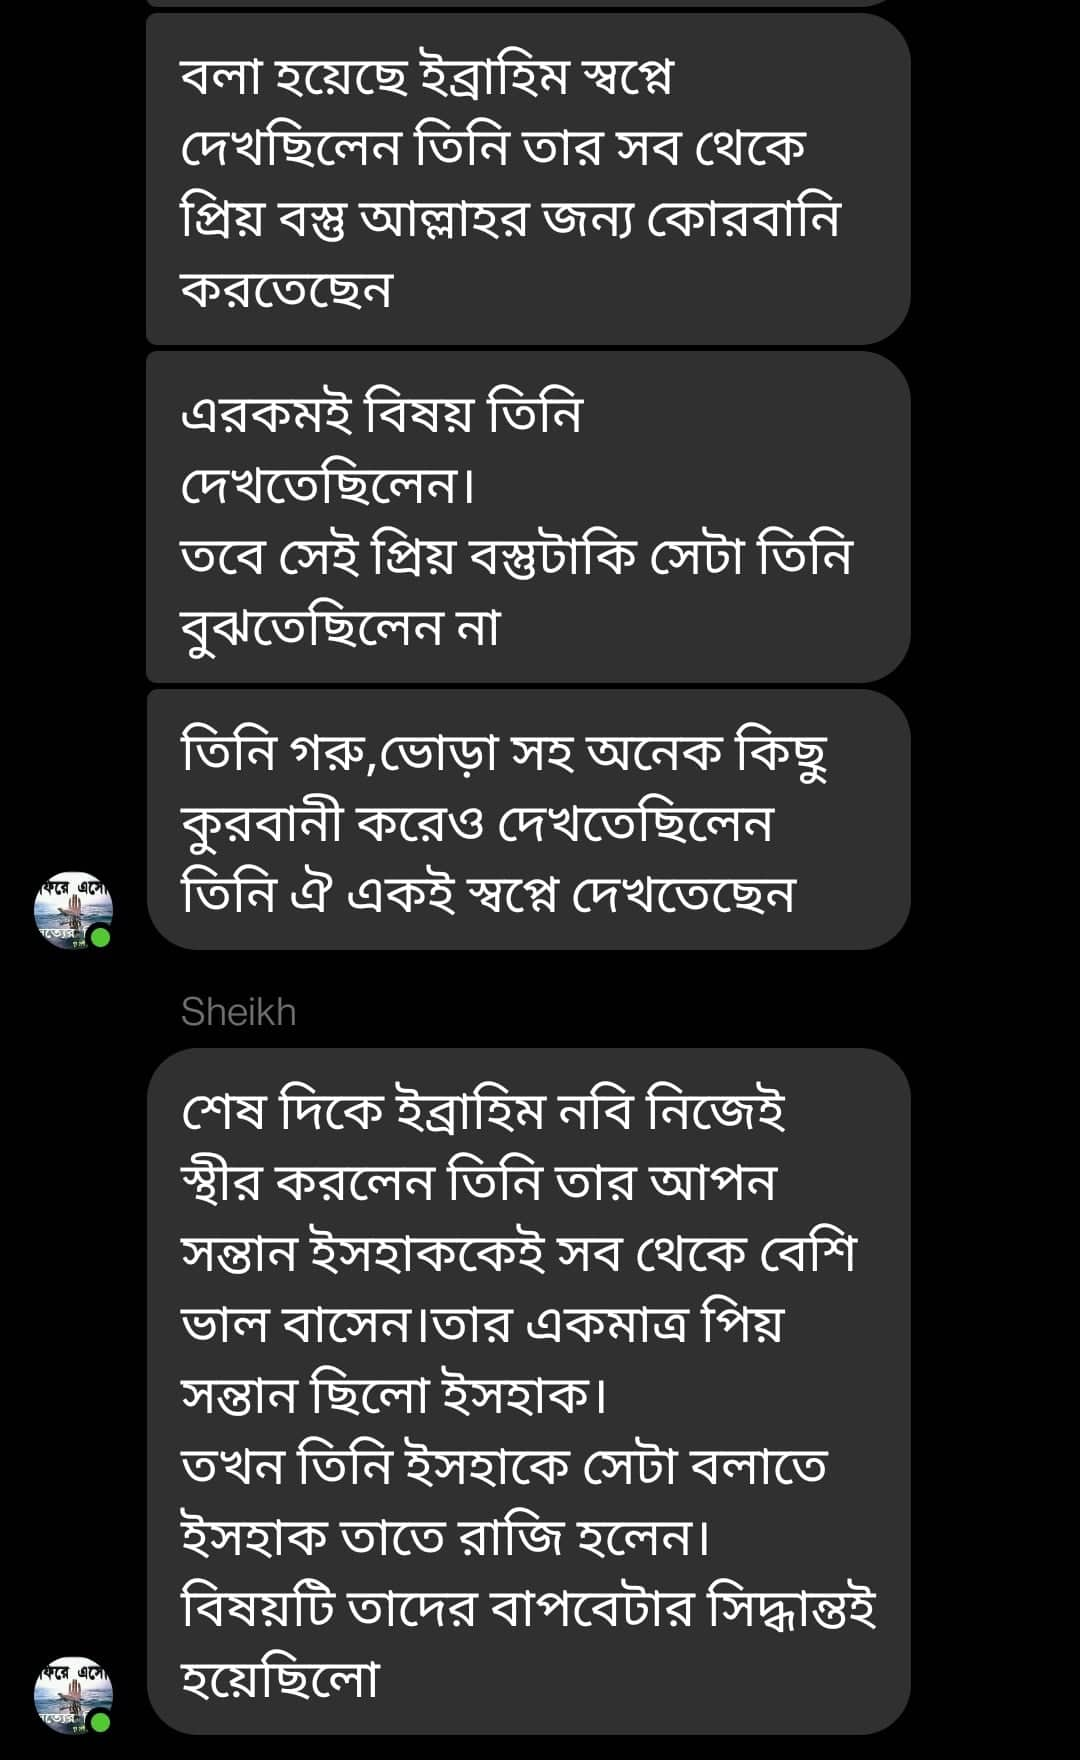 বলা হয়েছে ইব্রাহিম স্বপ্নে
দেখছিলেন তিনি তার সব থেকে
প্রিয় বস্তু আল্লাহর জন্য কোরবানি
করতেছেন
এরকমই বিষয় তিনি
দেখতেছিলেন।
তবে সেই প্রিয় বস্তুটাকি সেটা তিনি
বুঝতেছিলেন না
তিনি গরু,ভোড়া সহ অনেক কিছু
কুরবানী করেও দেখতেছিলেন
তিনি ঐ একই স্বপ্নে দেখতেছেন
Sheikh
শেষ দিকে ইব্রাহিম নবি নিজেই
স্থীর করলেন তিনি তার আপন
সন্তান ইসহাককেই সব থেকে বেশি
ভাল বাসেন।তার একমাত্র পিয়
সন্তান ছিলো ইসহাক।
তখন তিনি ইসহাকে সেটা বলাতে
ইসহাক তাতে রাজি হলেন।
বিষয়টি তাদের বাপবেটার সিদ্ধান্তই
হয়েছিলো